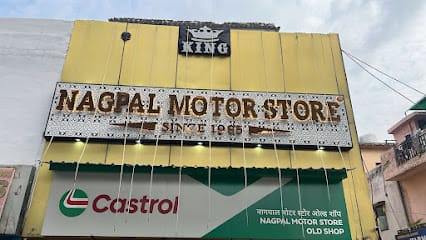 KING
NAGPAL MOTOR STORE
SINCE 1965
Castrol
नागपाल मोटर स्टोर ओल्ड शॉप
NAGPAL MOTOR STORE
OLD SHOP